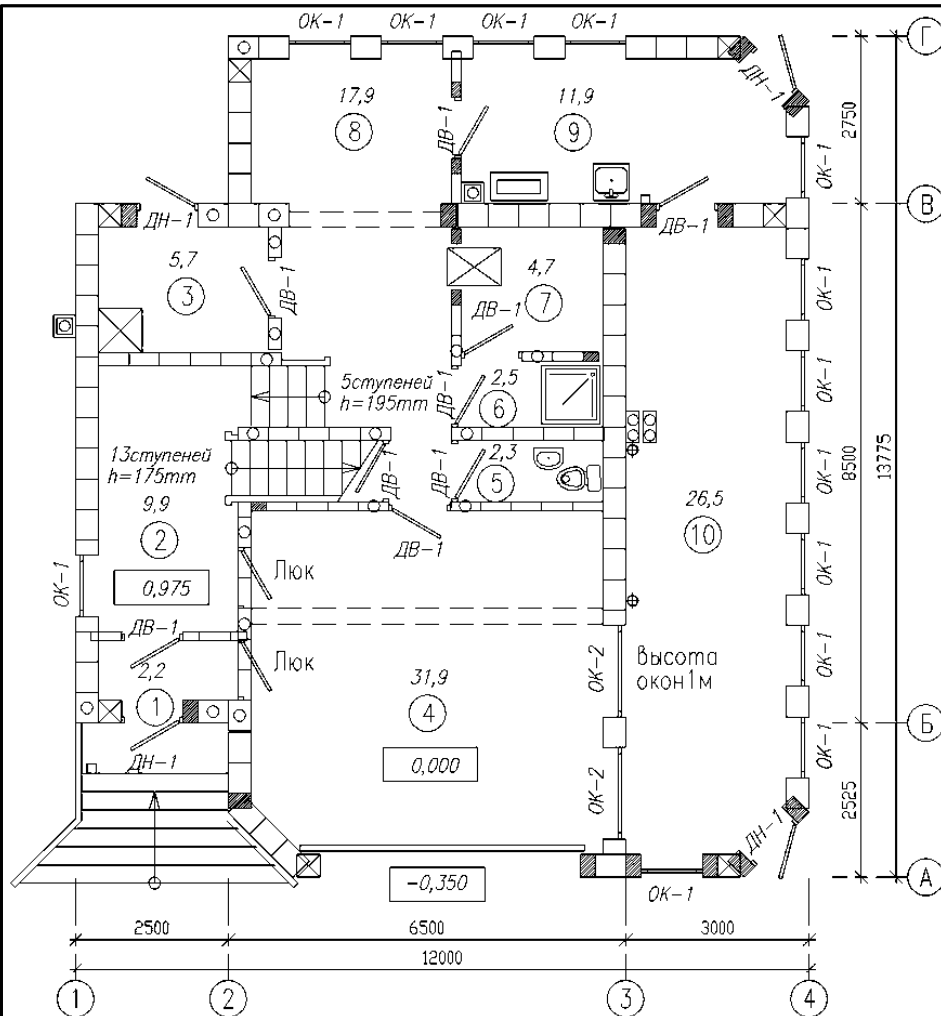 ОК-1 ОК-1 ОК-1 ОК-1
Г
ДН-1
17,9
8
11,9
9
ДВ-1
2750
ОК-1
ДН-1
В
ДВ-1
5,7
3
ДВ-1
4,7
7
ДВ-1
ОК-1
5ступеней
h=195mm
ДВ-1
2,5
6
ОК-1
13ступеней
h=175mm
ДВ-1
ДВ-1
2,3
5
ОК-1
8500
13775
9,9
2
0,975
ДВ-1
26,5
10
ОК-1
Люк
ОК-1
ДВ-1
Люк
2,2
1
31,9
4
ОК-2
Высота
окон1м
ОК-1
Б
ДН-1
0,000
ОК-2
ОК-1
2525
ДН-1
-0,350
ОК-1
А
2500
6500
3000
12000
1
2
3
4